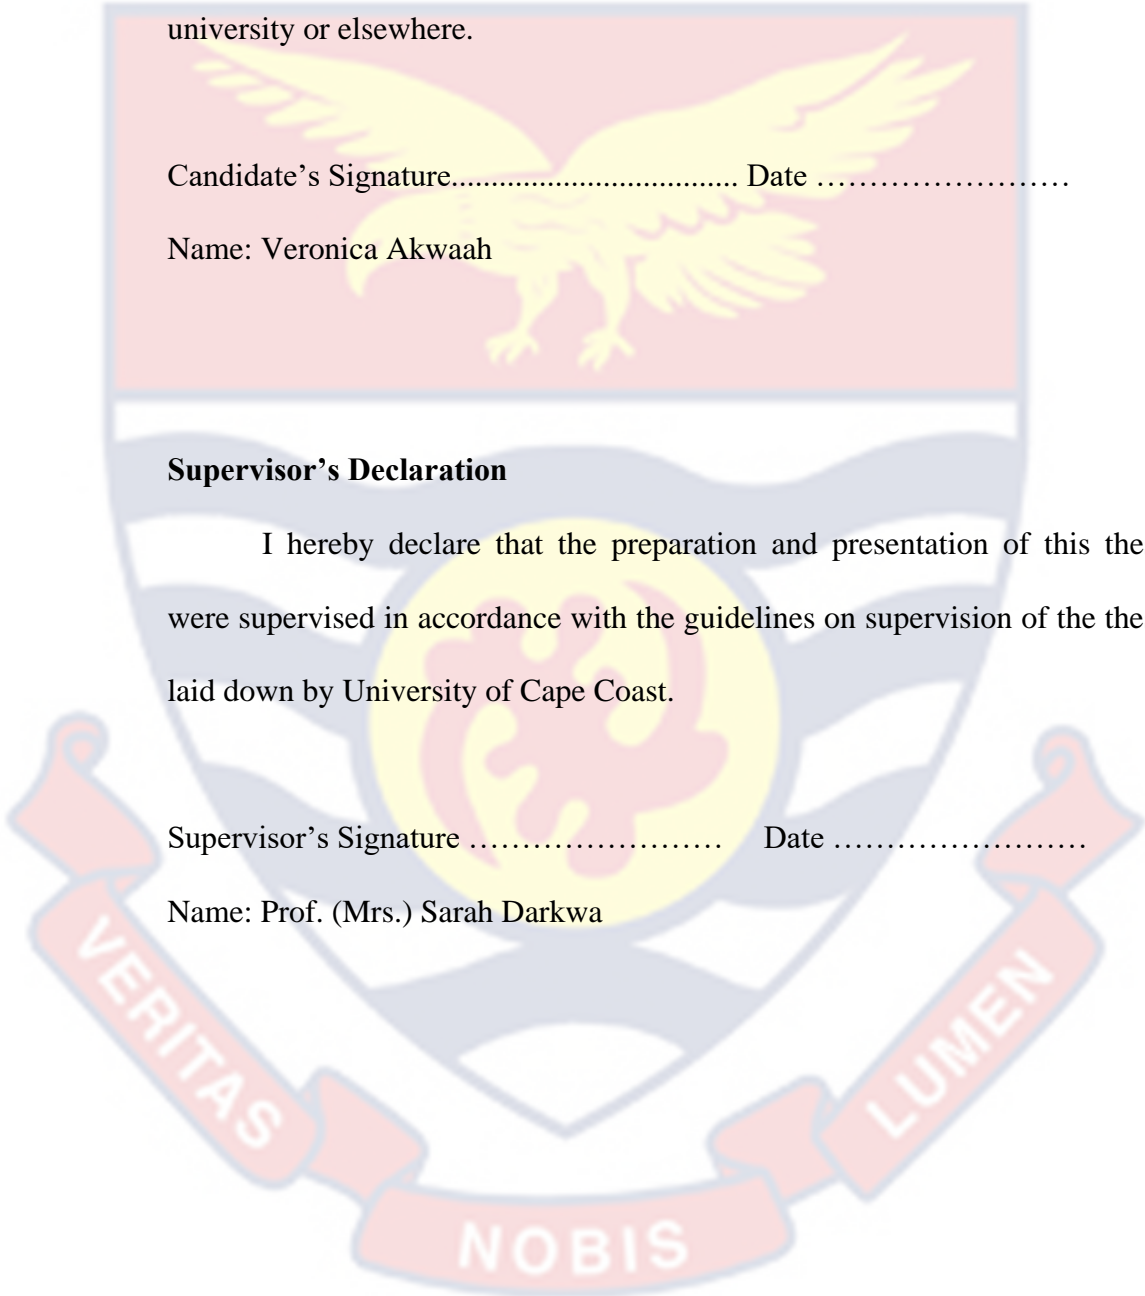 university or elsewhere.
Candidate’s Signature................................... Date ……………………
Name: Veronica Akwaah
Supervisor’s Declaration
I hereby declare that the preparation and presentation of this the
were supervised in accordance with the guidelines on supervision of the the
laid down by University of Cape Coast.
Supervisor’s Signature …………………… Date ……………………
Name: Prof. (Mrs.) Sarah Darkwa
VERITAS
NOBIS
LUMEN